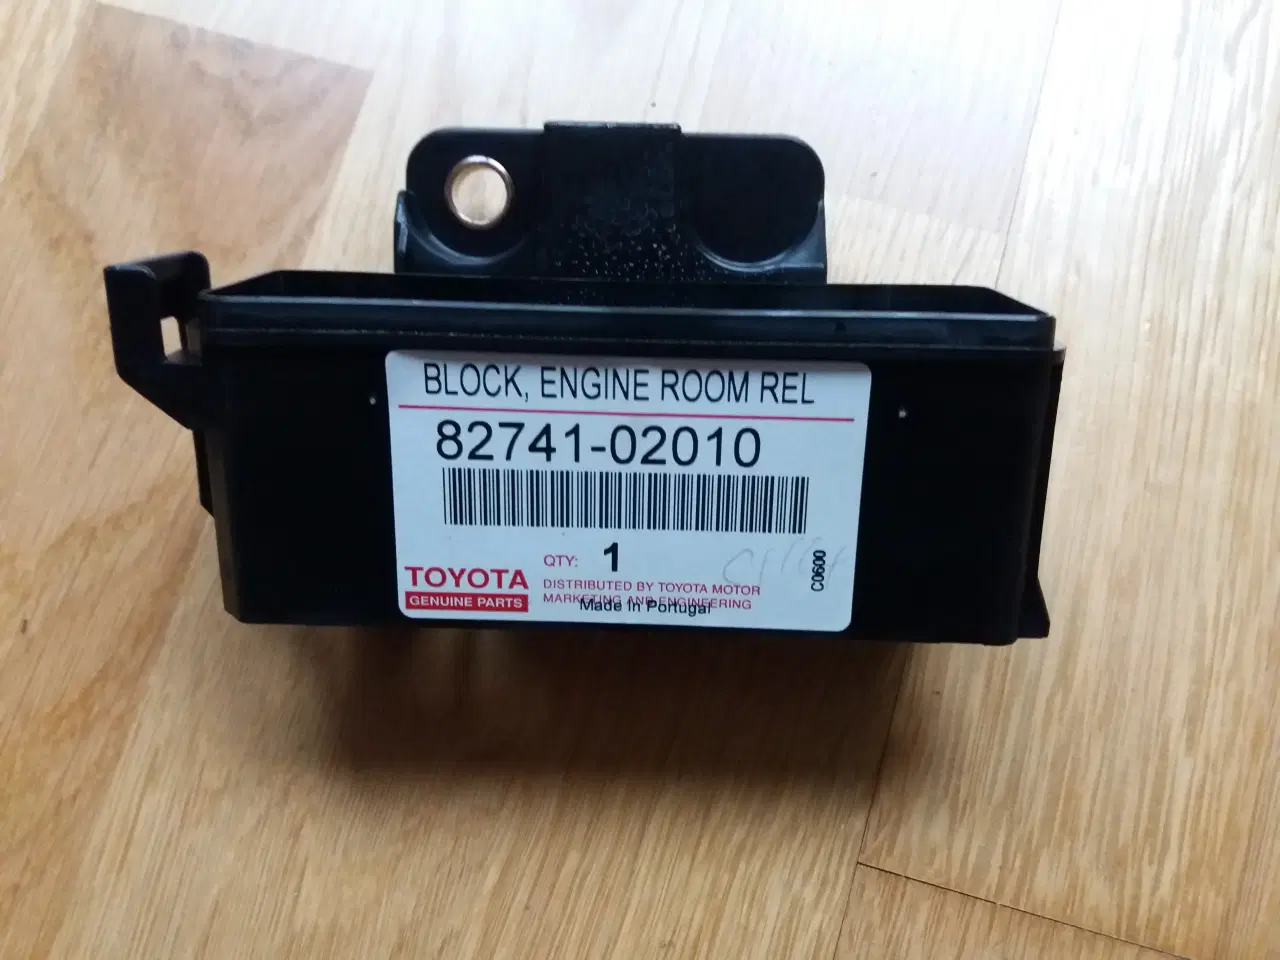 BLOCK, ENGINE ROOM REL
82741-02010
QTY: 1
TOYOTA
GENUINE PARTS
DISTRIBUTED BY TOYOTA MOTOR
MARKETING AND ENGINEERING
Made in Portugal
C0600